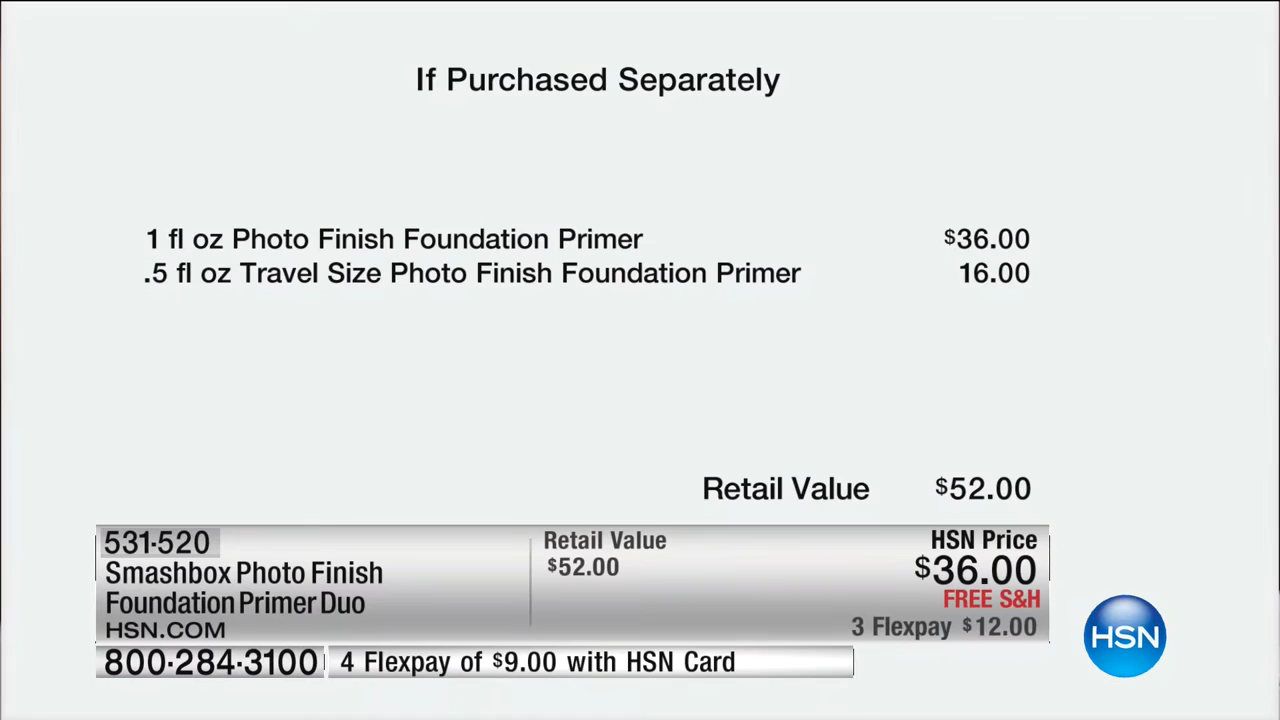 If Purchased Separately
1 fl oz Photo Finish Foundation Primer $36.00
.5 fl oz Travel Size Photo Finish Foundation Primer 16.00
Retail Value $52.00
531·520
Smashbox Photo Finish
Foundation Primer Duo
HSN.COM
Retail Value
$52.00
HSN Price
$36.00
FREE S&H
3 Flexpay $12.00
800·284·3100
4 Flexpay of $9.00 with HSN Card
HSN